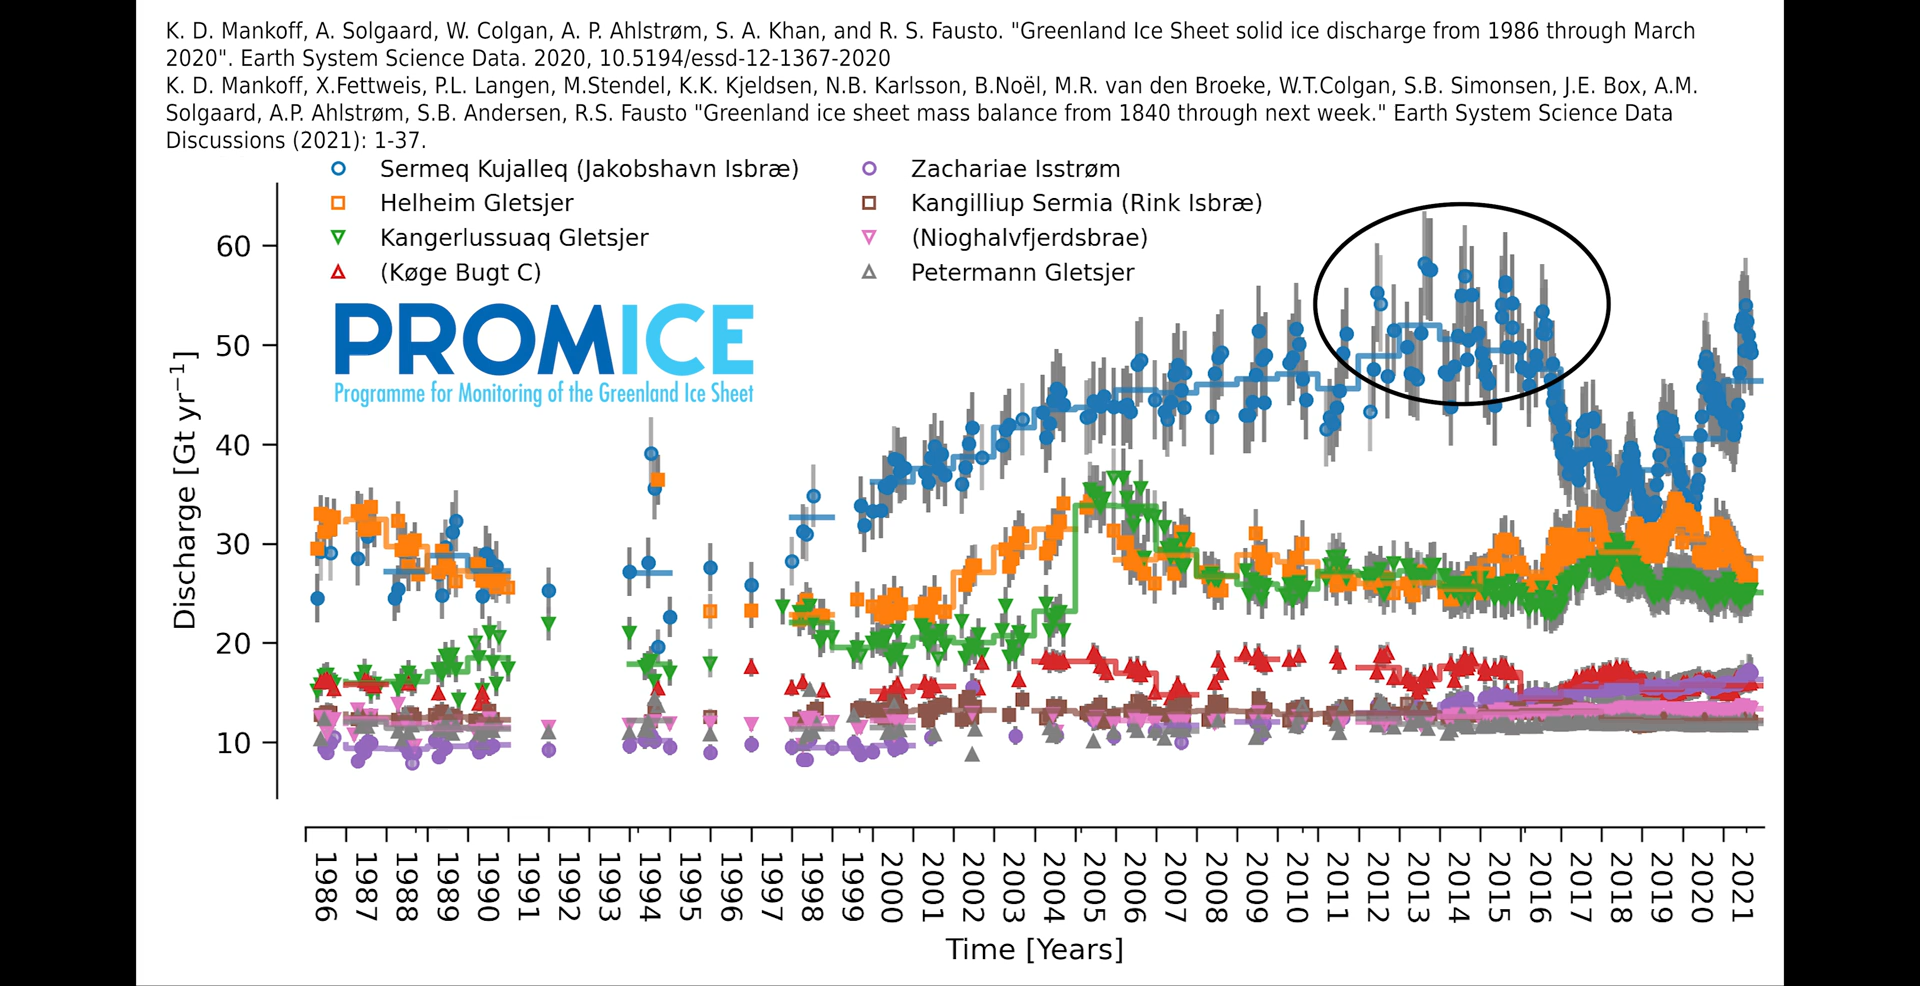 K. D. Mankoff, A. Solgaard, W. Colgan, A. P. Ahlstrøm, S. A. Khan, and R. S. Fausto. "Greenland Ice Sheet solid ice discharge from 1986 through March
2020". Earth System Science Data. 2020, 10.5194/essd-12-1367-2020
K. D. Mankoff, X.Fettweis, P.L. Langen, M.Stendel, K.K. Kjeldsen, N.B. Karlsson, B.Noël, M.R. van den Broeke, W.T.Colgan, S.B. Simonsen, J.E. Box, A.M.
Solgaard, A.P. Ahlstrøm, S.B. Andersen, R.S. Fausto "Greenland ice sheet mass balance from 1840 through next week." Earth System Science Data
Discussions (2021): 1-37.
Sermeq Kujalleq (Jakobshavn Isbræ)
Helheim Gletsjer
Kangerlussuaq Gletsjer
(Køge Bugt C)
Zachariae Isstrøm
Kangilliup Sermia (Rink Isbræ)
(Nioghalvfjerdsbrae)
Petermann Gletsjer
PROMICE
Programme for Monitoring of the Greenland Ice Sheet
Discharge [Gt yr⁻¹]
60
50
40
30
20
10
1986
1987
1988
1989
1990
1991
1992
1993
1994
1995
1996
1997
1998
1999
2000
2001
2002
2003
2004
2005
2006
2007
2008
2009
2010
2011
2012
2013
2014
2015
2016
2017
2018
2019
2020
2021
Time [Years]